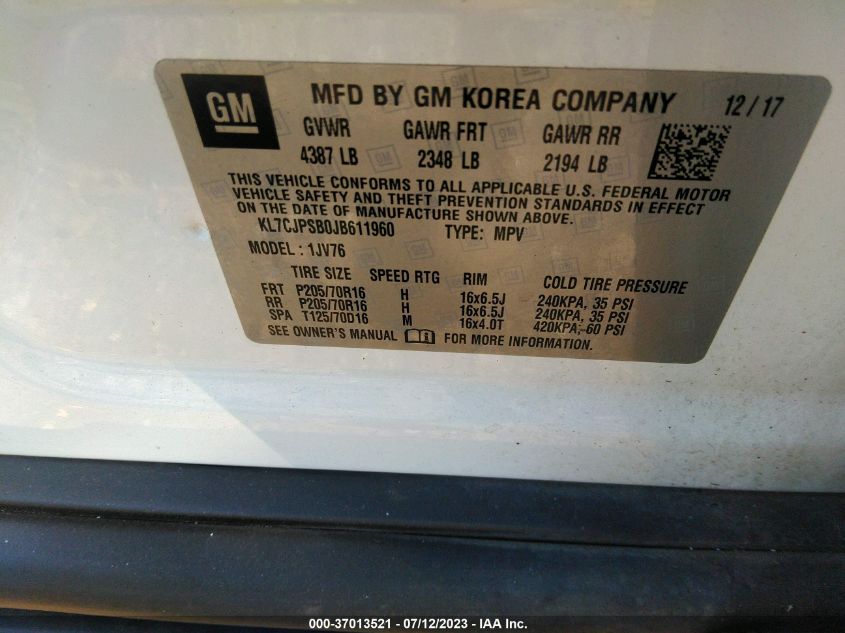 GM MFD BY GM KOREA COMPANY 12/17
GVWR GAWR FRT GAWR RR
4387 LB 2348 LB 2194 LB
THIS VEHICLE CONFORMS TO ALL APPLICABLE U.S. FEDERAL MOTOR
VEHICLE SAFETY AND THEFT PREVENTION STANDARDS IN EFFECT
ON THE DATE OF MANUFACTURE SHOWN ABOVE.
KL7CJPSB0JB611960 TYPE: MPV
MODEL : 1JV76
TIRE SIZE SPEED RTG RIM COLD TIRE PRESSURE
FRT P205/70R16 H 16x6.5J 240KPA, 35 PSI
RR P205/70R16 H 16x6.5J 240KPA, 35 PSI
SPA T125/70D16 M 16x4.0T 420KPA, 60 PSI
SEE OWNER'S MANUAL FOR MORE INFORMATION.
000-37013521 - 07/12/2023 - IAA Inc.